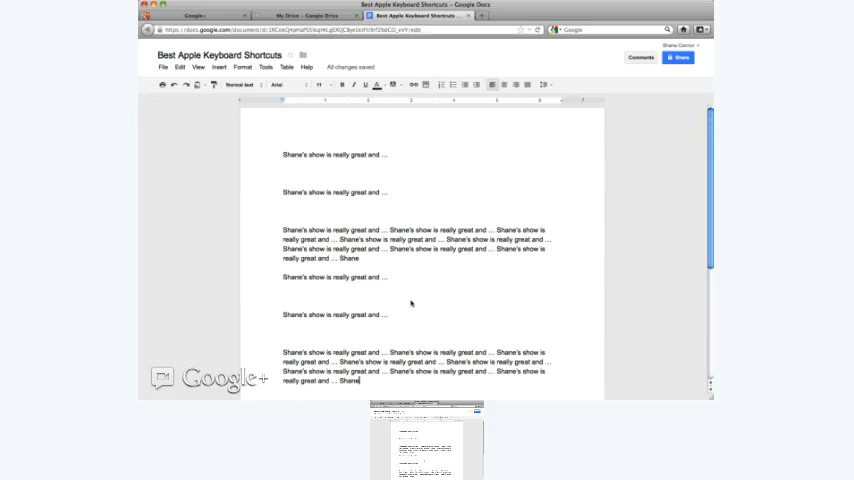 Best Apple Keyboard Shortcuts – Google Docs
Google+
My Drive – Google Drive
Best Apple Keyboard Shortcuts ...
Google
Best Apple Keyboard Shortcuts
Shane Conner
Comments
Share
File Edit View Insert Format Tools Table Help All changes saved
Normal text Arial 11 B I U A
Shane's show is really great and ...
Shane's show is really great and ...
Shane's show is really great and ... Shane's show is really great and ... Shane's show is
really great and ... Shane's show is really great and ... Shane's show is really great and ...
Shane's show is really great and ... Shane's show is really great and ... Shane's show is
really great and ... Shane
Shane's show is really great and ...
Shane's show is really great and ...
Shane's show is really great and ... Shane's show is really great and ... Shane's show is
really great and ... Shane's show is really great and ... Shane's show is really great and ...
Shane's show is really great and ... Shane's show is really great and ... Shane's show is
really great and ... Shane
Google+